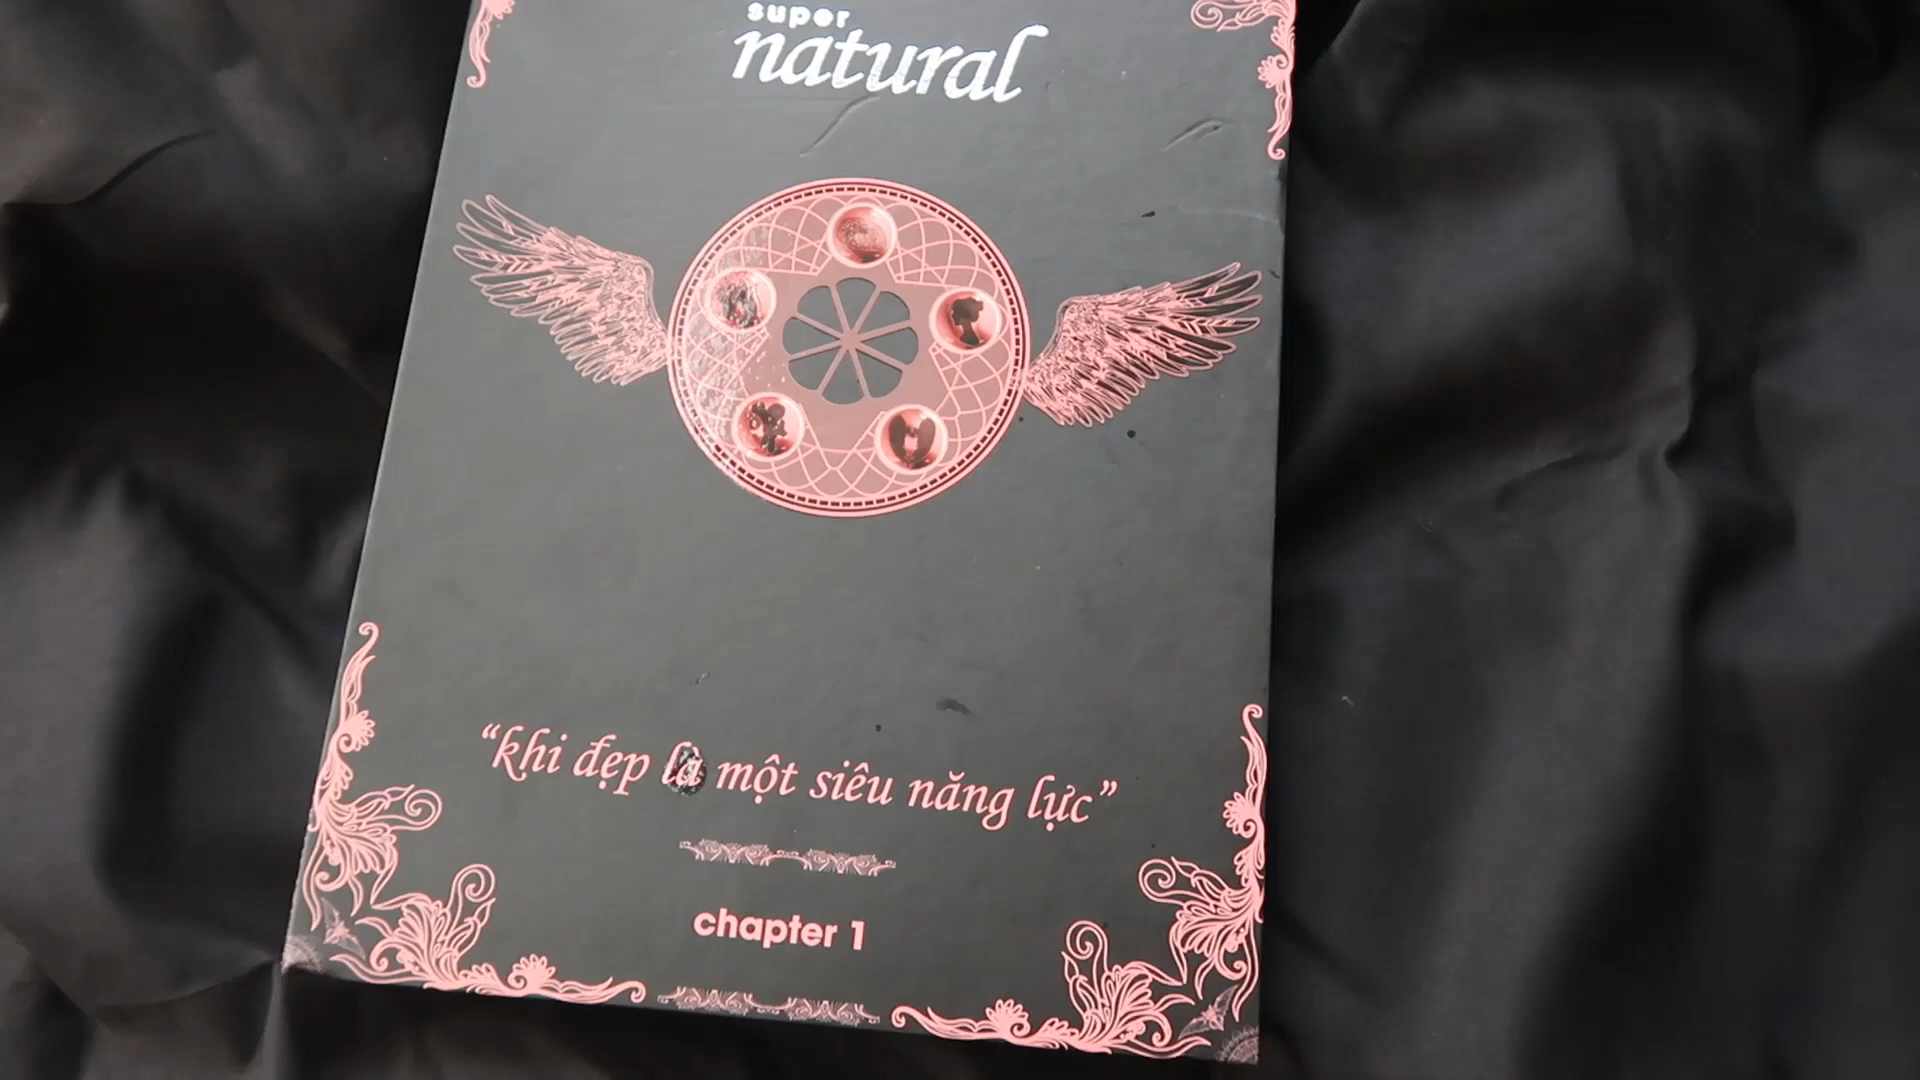 super
natural
“khi đẹp là một siêu năng lực”
chapter 1